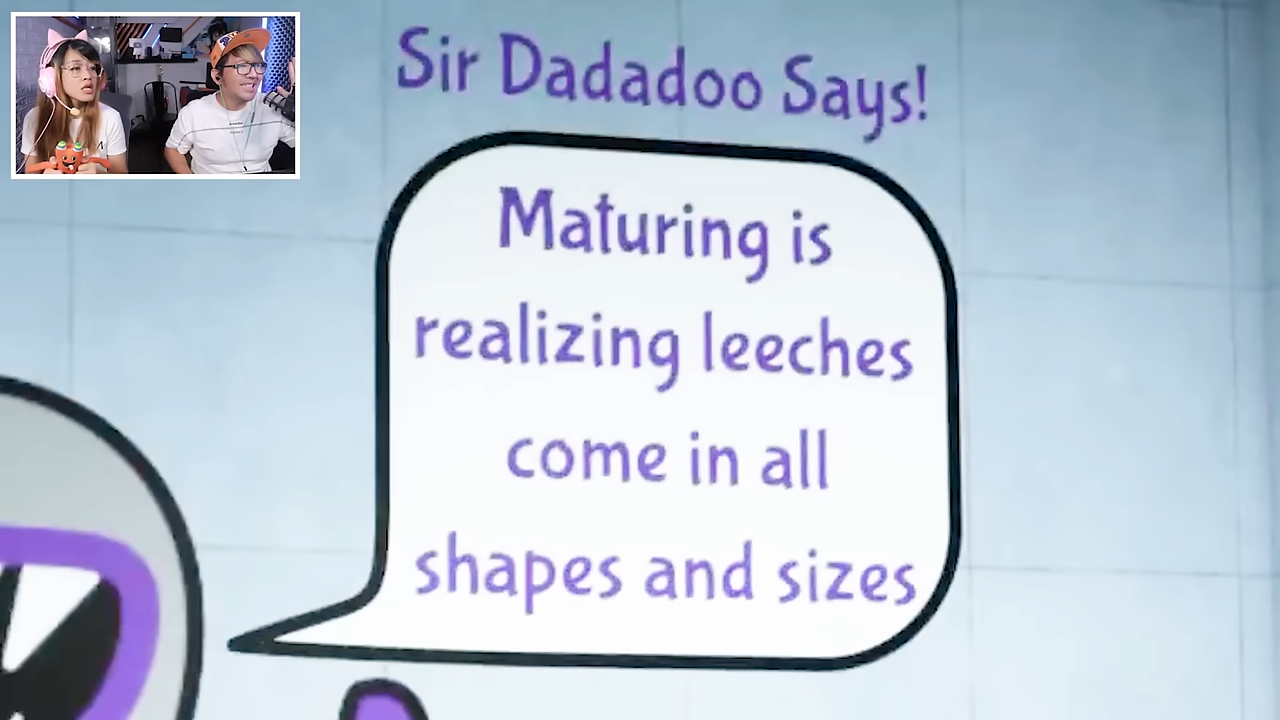 Sir Dadadoo Says!
Maturing is
realizing leeches
come in all
shapes and sizes